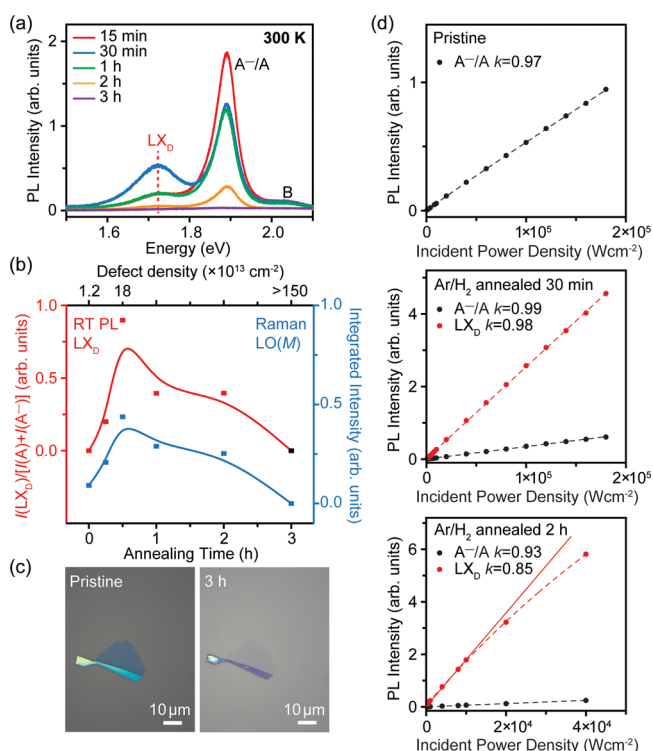 (a)
300 K
15 min
30 min
1 h
2 h
3 h
A⁻/A
LX_D
B
PL Intensity (arb. units)
2
1
0
1.6
1.8
2.0
Energy (eV)
(b)
Defect density (×10¹³ cm⁻²)
1.2
18
>150
RT PL
LX_D
Raman
LO(M)
I(LX_D)/[I(A)+I(A⁻)] (arb. units)
1.0
0.5
0.0
Integrated Intensity (arb. units)
1.0
0.5
0.0
0
1
2
3
Annealing Time (h)
(c)
Pristine
10 µm
3 h
10 µm
(d)
Pristine
A⁻/A k=0.97
PL Intensity (arb. units)
1
0
0
1×10⁵
2×10⁵
Incident Power Density (Wcm⁻²)
Ar/H₂ annealed 30 min
A⁻/A k=0.99
LX_D k=0.98
PL Intensity (arb. units)
4
2
0
0
1×10⁵
2×10⁵
Incident Power Density (Wcm⁻²)
Ar/H₂ annealed 2 h
A⁻/A k=0.93
LX_D k=0.85
PL Intensity (arb. units)
6
4
2
0
0
2×10⁴
4×10⁴
Incident Power Density (Wcm⁻²)